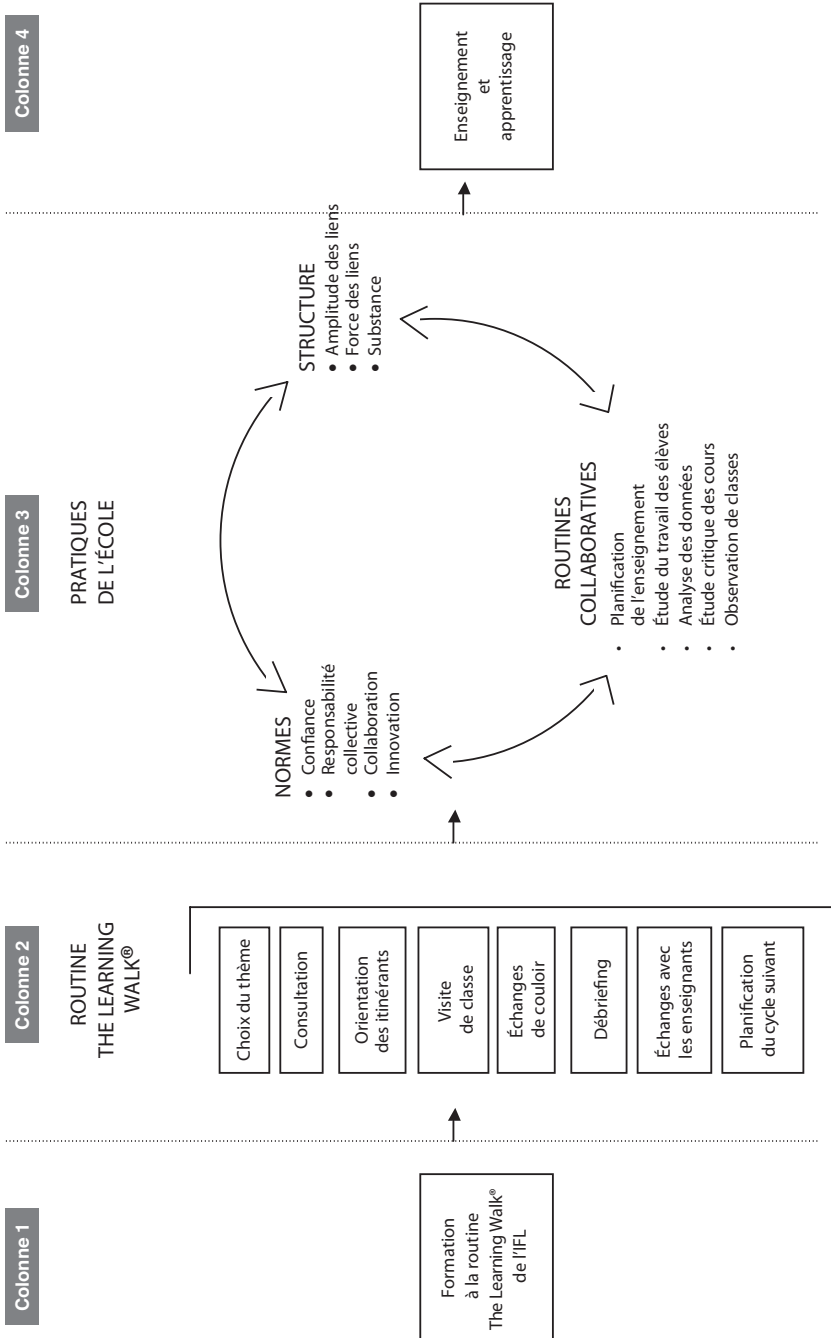 Colonne 1
Formation
à la routine
The Learning Walk®
de l'IFL
Colonne 2
ROUTINE
THE LEARNING
WALK®
Choix du thème
Consultation
Orientation
des itinérants
Visite
de classe
Échanges
de couloir
Débriefing
Échanges avec
les enseignants
Planification
du cycle suivant
Colonne 3
PRATIQUES
DE L'ÉCOLE
NORMES
• Confiance
• Responsabilité
collective
• Collaboration
• Innovation
STRUCTURE
• Amplitude des liens
• Force des liens
• Substance
ROUTINES
COLLABORATIVES
• Planification
de l'enseignement
• Étude du travail des élèves
• Analyse des données
• Étude critique des cours
• Observation de classes
Colonne 4
Enseignement
et
apprentissage